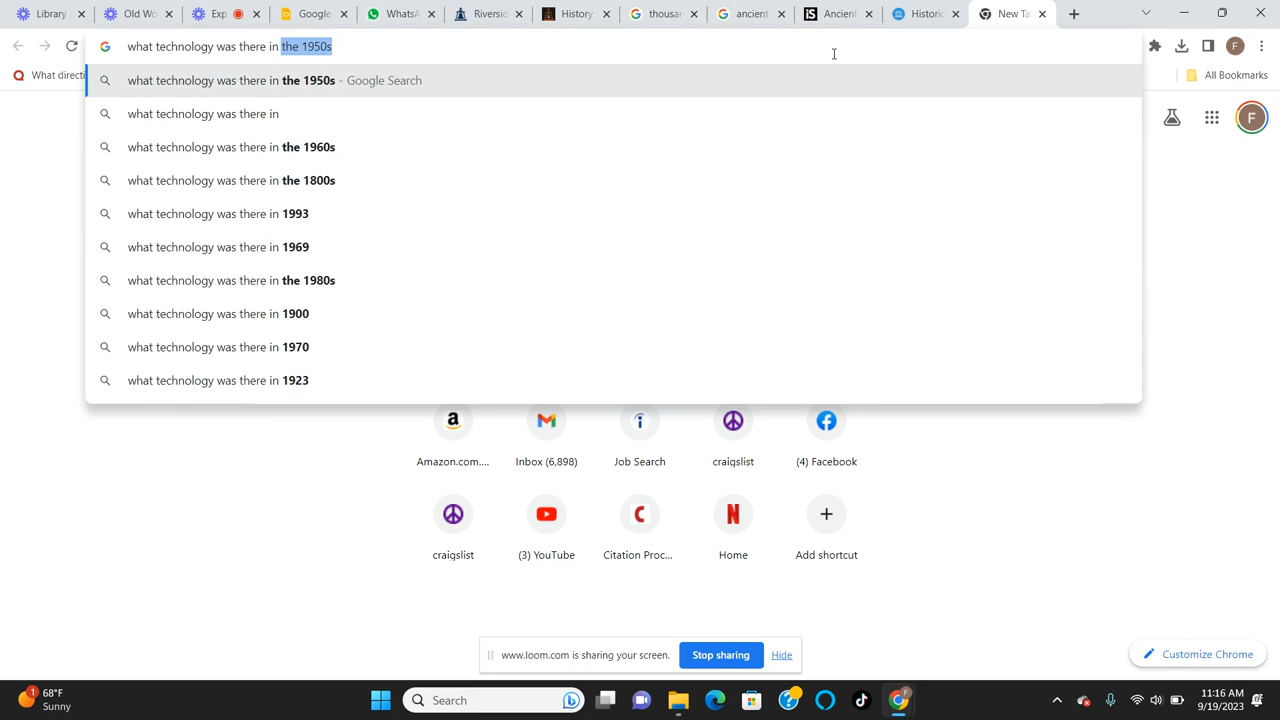 Library
Old Wo
Exp
Google
WhatsA
Riversid
History
thousan
ancient
Ancient
Historic
New Tab
what technology was there in the 1950s
What directi
All Bookmarks
what technology was there in the 1950s - Google Search
what technology was there in
what technology was there in the 1960s
what technology was there in the 1800s
what technology was there in 1993
what technology was there in 1969
what technology was there in the 1980s
what technology was there in 1900
what technology was there in 1970
what technology was there in 1923
Amazon.com.... Inbox (6,898) Job Search craigslist (4) Facebook
craigslist (3) YouTube Citation Proc... Home Add shortcut
www.loom.com is sharing your screen. Stop sharing Hide
Customize Chrome
68°F
Sunny
Search
11:16 AM
9/19/2023